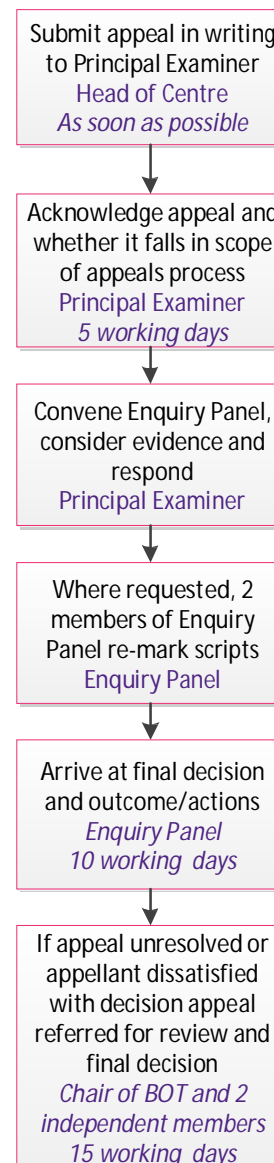 Submit appeal in writing
to Principal Examiner
Head of Centre
As soon as possible
Acknowledge appeal and
whether it falls in scope
of appeals process
Principal Examiner
5 working days
Convene Enquiry Panel,
consider evidence and
respond
Principal Examiner
Where requested, 2
members of Enquiry
Panel re-mark scripts
Enquiry Panel
Arrive at final decision
and outcome/actions
Enquiry Panel
10 working  days
If appeal unresolved or
appellant dissatisfied
with decision appeal
referred for review and
final decision
Chair of BOT and 2
independent members
15 working  days